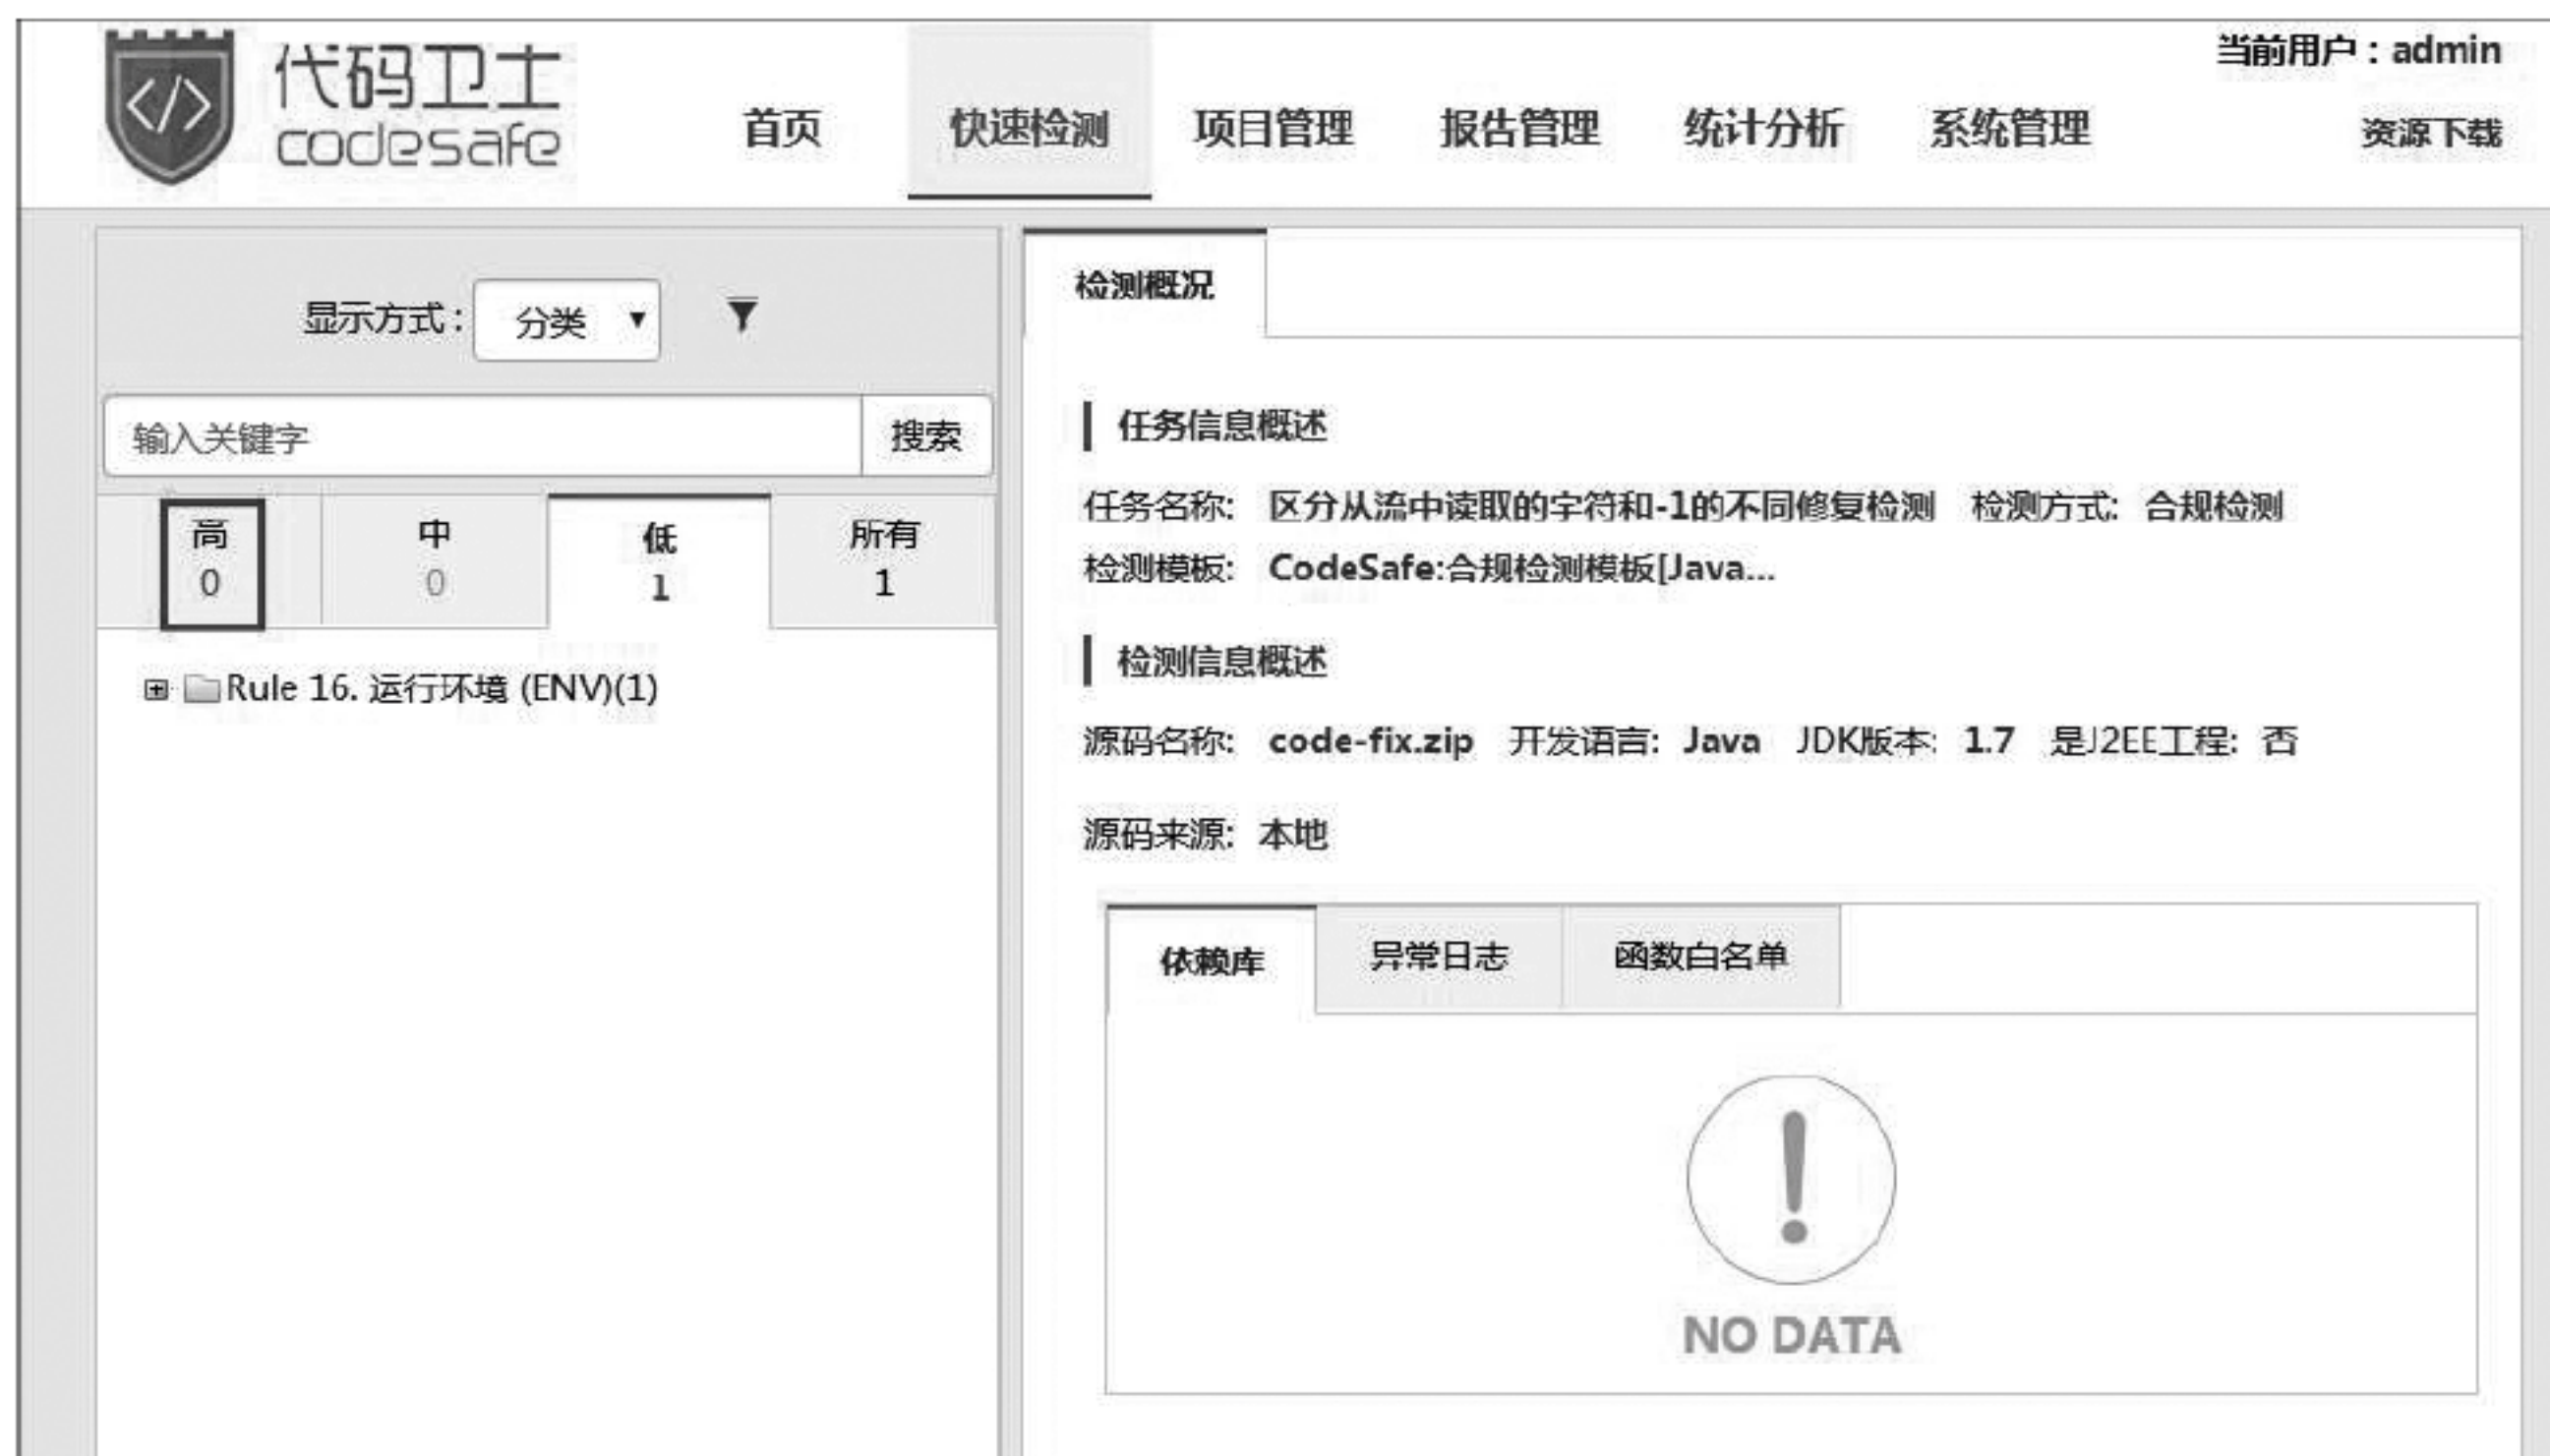 代码卫士
codesafe
当前用户：admin
首页 快速检测 项目管理 报告管理 统计分析 系统管理 资源下载
显示方式： 分类
输入关键字 搜索
高 中 低 所有
0 0 1 1
Rule 16. 运行环境 (ENV)(1)
检测概况
任务信息概述
任务名称: 区分从流中读取的字符和-1的不同修复检测 检测方式: 合规检测
检测模板: CodeSafe:合规检测模板[Java...
检测信息概述
源码名称: code-fix.zip 开发语言: Java JDK版本: 1.7 是J2EE工程: 否
源码来源: 本地
依赖库 异常日志 函数白名单
NO DATA